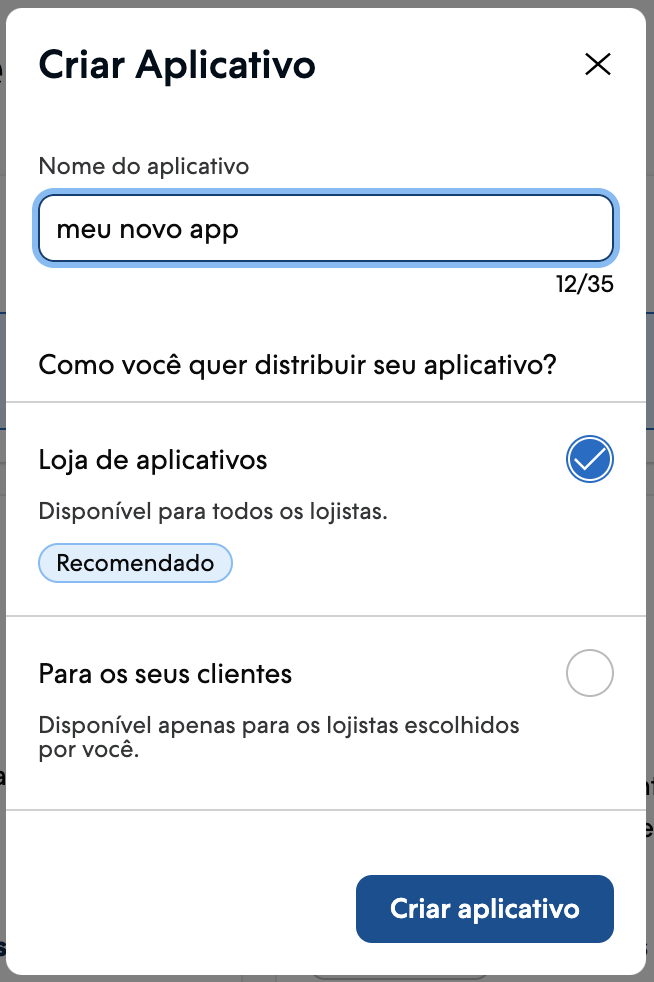 Criar Aplicativo
Nome do aplicativo
meu novo app
12/35
Como você quer distribuir seu aplicativo?
Loja de aplicativos
Disponível para todos os lojistas.
Recomendado
Para os seus clientes
Disponível apenas para os lojistas escolhidos
por você.
Criar aplicativo